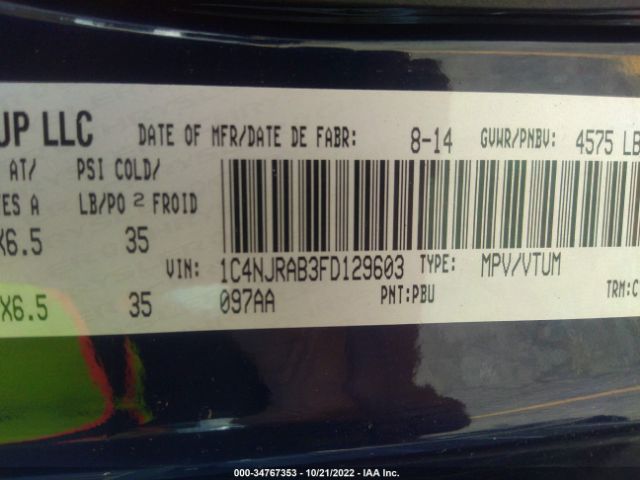 UP LLC DATE OF MFR/DATE DE FABR: 8-14 GVWR/PNBV: 4575 LB
AT/ PSI COLD/
ES A LB/PO 2 FROID
X6.5 35
VIN: 1C4NJRAB3FD129603 TYPE: MPV/VTUM
X6.5 35 097AA PNT:PBU TRM:C
000-34767353 - 10/21/2022 - IAA Inc.